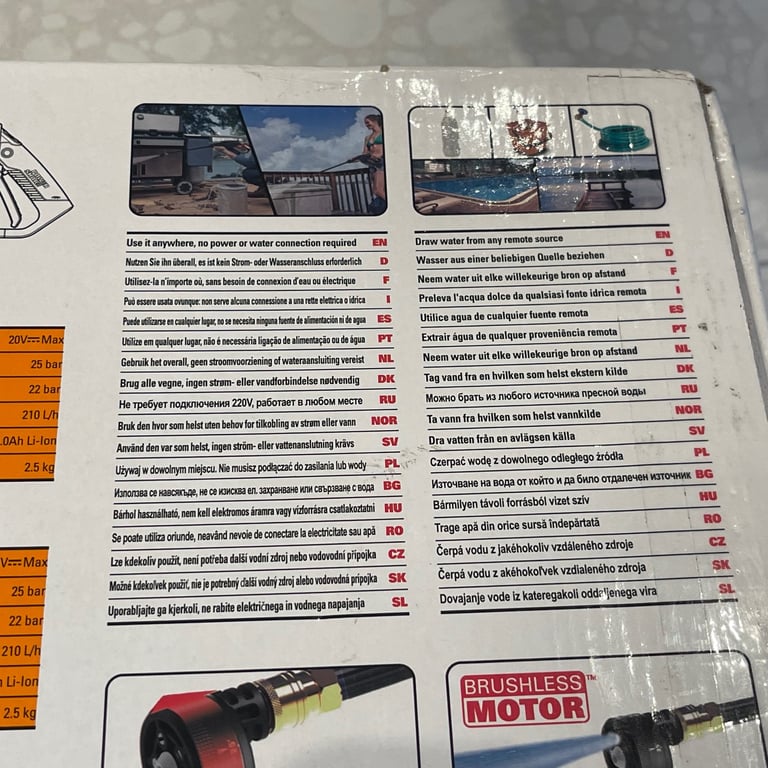 20V⎓Max
25 bar
22 bar
210 L/h
.0Ah Li-Ion
2.5 kg
V⎓Max
25 bar
22 bar
210 L/h
Li-Ion
2.5 kg
Use it anywhere, no power or water connection required EN
Nutzen Sie ihn überall, es ist kein Strom- oder Wasseranschluss erforderlich D
Utilisez-la n'importe où, sans besoin de connexion d'eau ou électrique F
Può essere usata ovunque: non serve alcuna connessione a una rette elettrica o idrica I
Puede utilizarse en cualquier lugar, no se necesita ninguna fuente de alimentación ni de agua ES
Utilize em qualquer lugar, não é necessária ligação de alimentação ou de água PT
Gebruik het overal, geen stroomvoorziening of wateraansluiting vereist NL
Brug alle vegne, ingen strøm- eller vandforbindelse nødvendig DK
Не требует подключения 220V, работает в любом месте RU
Bruk den hvor som helst uten behov for tilkobling av strøm eller vann NOR
Använd den var som helst, ingen ström- eller vattenanslutning krävs SV
Używaj w dowolnym miejscu. Nie musisz podłączać do zasilania lub wody PL
Използва се навсякъде, не се изисква ел. захранване или свързване с вода BG
Bárhol használható, nem kell elektromos áramra vagy vízforrásra csatlakoztatni HU
Se poate utiliza oriunde, neavând nevoie de conectare la electricitate sau apă RO
Lze kdekoliv použít, není potřeba další vodní zdroj nebo vodovodní přípojka CZ
Možné kdekoľvek použiť, nie je potrebný ďalší vodný zdroj alebo vodovodná prípojka SK
Uporabljajte ga kjerkoli, ne rabite električnega in vodnega napajanja SL
Draw water from any remote source EN
Wasser aus einer beliebigen Quelle beziehen D
Neem water uit elke willekeurige bron op afstand F
Preleva l'acqua dolce da qualsiasi fonte idrica remota I
Utilice agua de cualquier fuente remota ES
Extrair água de qualquer proveniência remota PT
Neem water uit elke willekeurige bron op afstand NL
Tag vand fra en hvilken som helst ekstern kilde DK
Можно брать из любого источника пресной воды RU
Ta vann fra hvilken som helst vannkilde NOR
Dra vatten från en avlägsen källa SV
Czerpać wodę z dowolnego odległego źródła PL
Източване на вода от който и да било отдалечен източник BG
Bármilyen távoli forrásból vizet szív HU
Trage apă din orice sursă îndepărtată RO
Čerpá vodu z jakéhokoliv vzdáleného zdroje CZ
Čerpá vodu z akéhokoľvek vzdialeného zdroja SK
Dovajanje vode iz kateregakoli oddaljenega vira SL
BRUSHLESS™
MOTOR